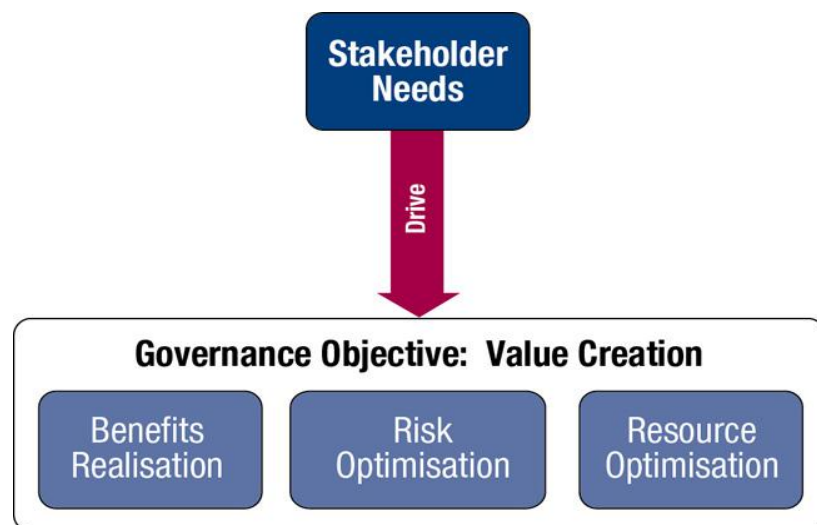 Stakeholder
Needs
Drive
Governance Objective: Value Creation
Benefits
Realisation
Risk
Optimisation
Resource
Optimisation